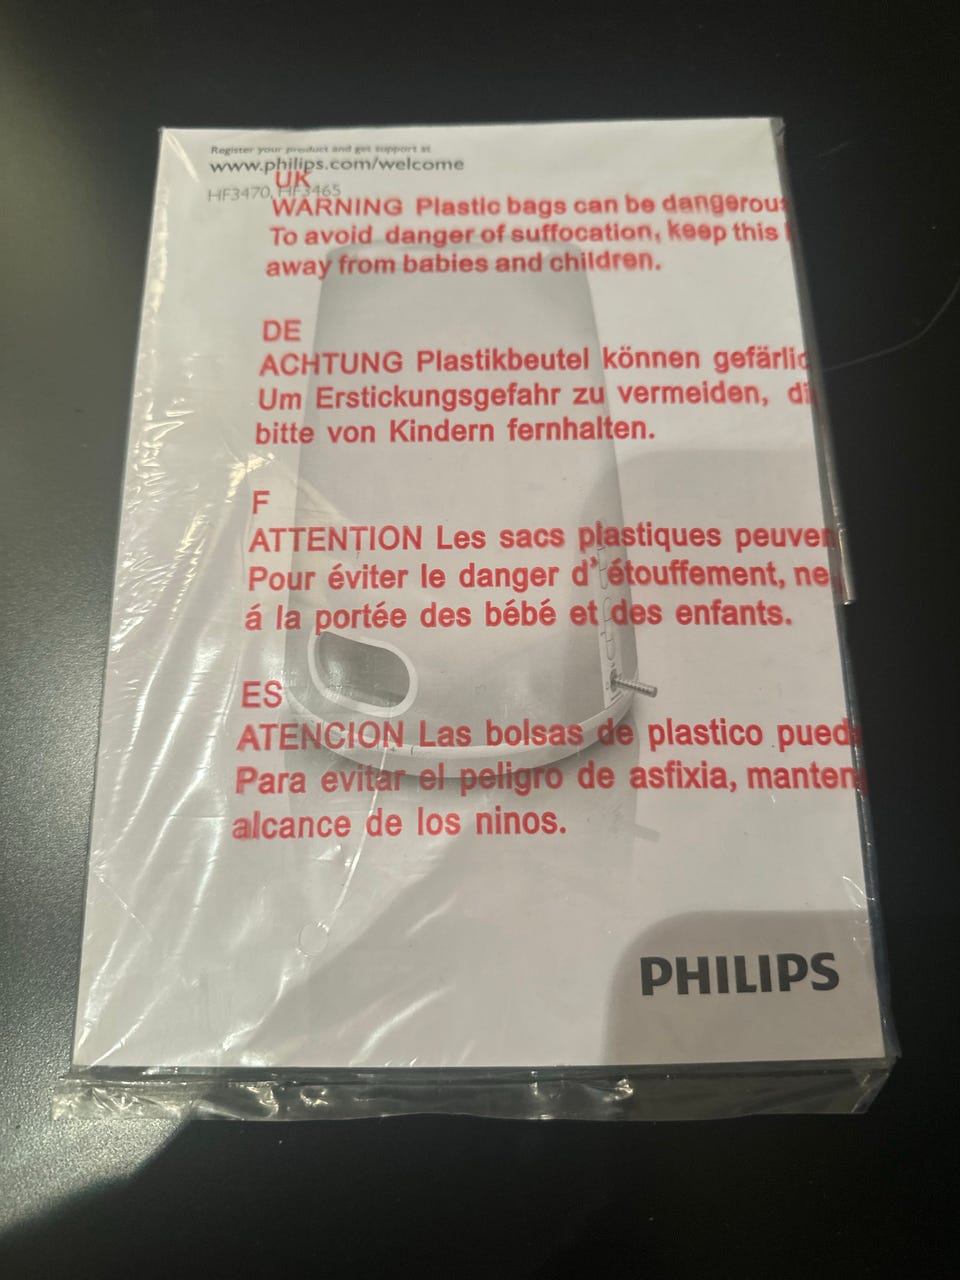 Register your product and get support at
www.philips.com/welcome
HF3470, HF3465
UK
WARNING Plastic bags can be dangerous
To avoid danger of suffocation, keep this
away from babies and children.
DE
ACHTUNG Plastikbeutel können gefärlic
Um Erstickungsgefahr zu vermeiden, di
bitte von Kindern fernhalten.
F
ATTENTION Les sacs plastiques peuven
Pour éviter le danger d' étouffement, ne
á la portée des bébé et des enfants.
ES
ATENCION Las bolsas de plastico pued
Para evitar el peligro de asfixia, manten
alcance de los ninos.
PHILIPS